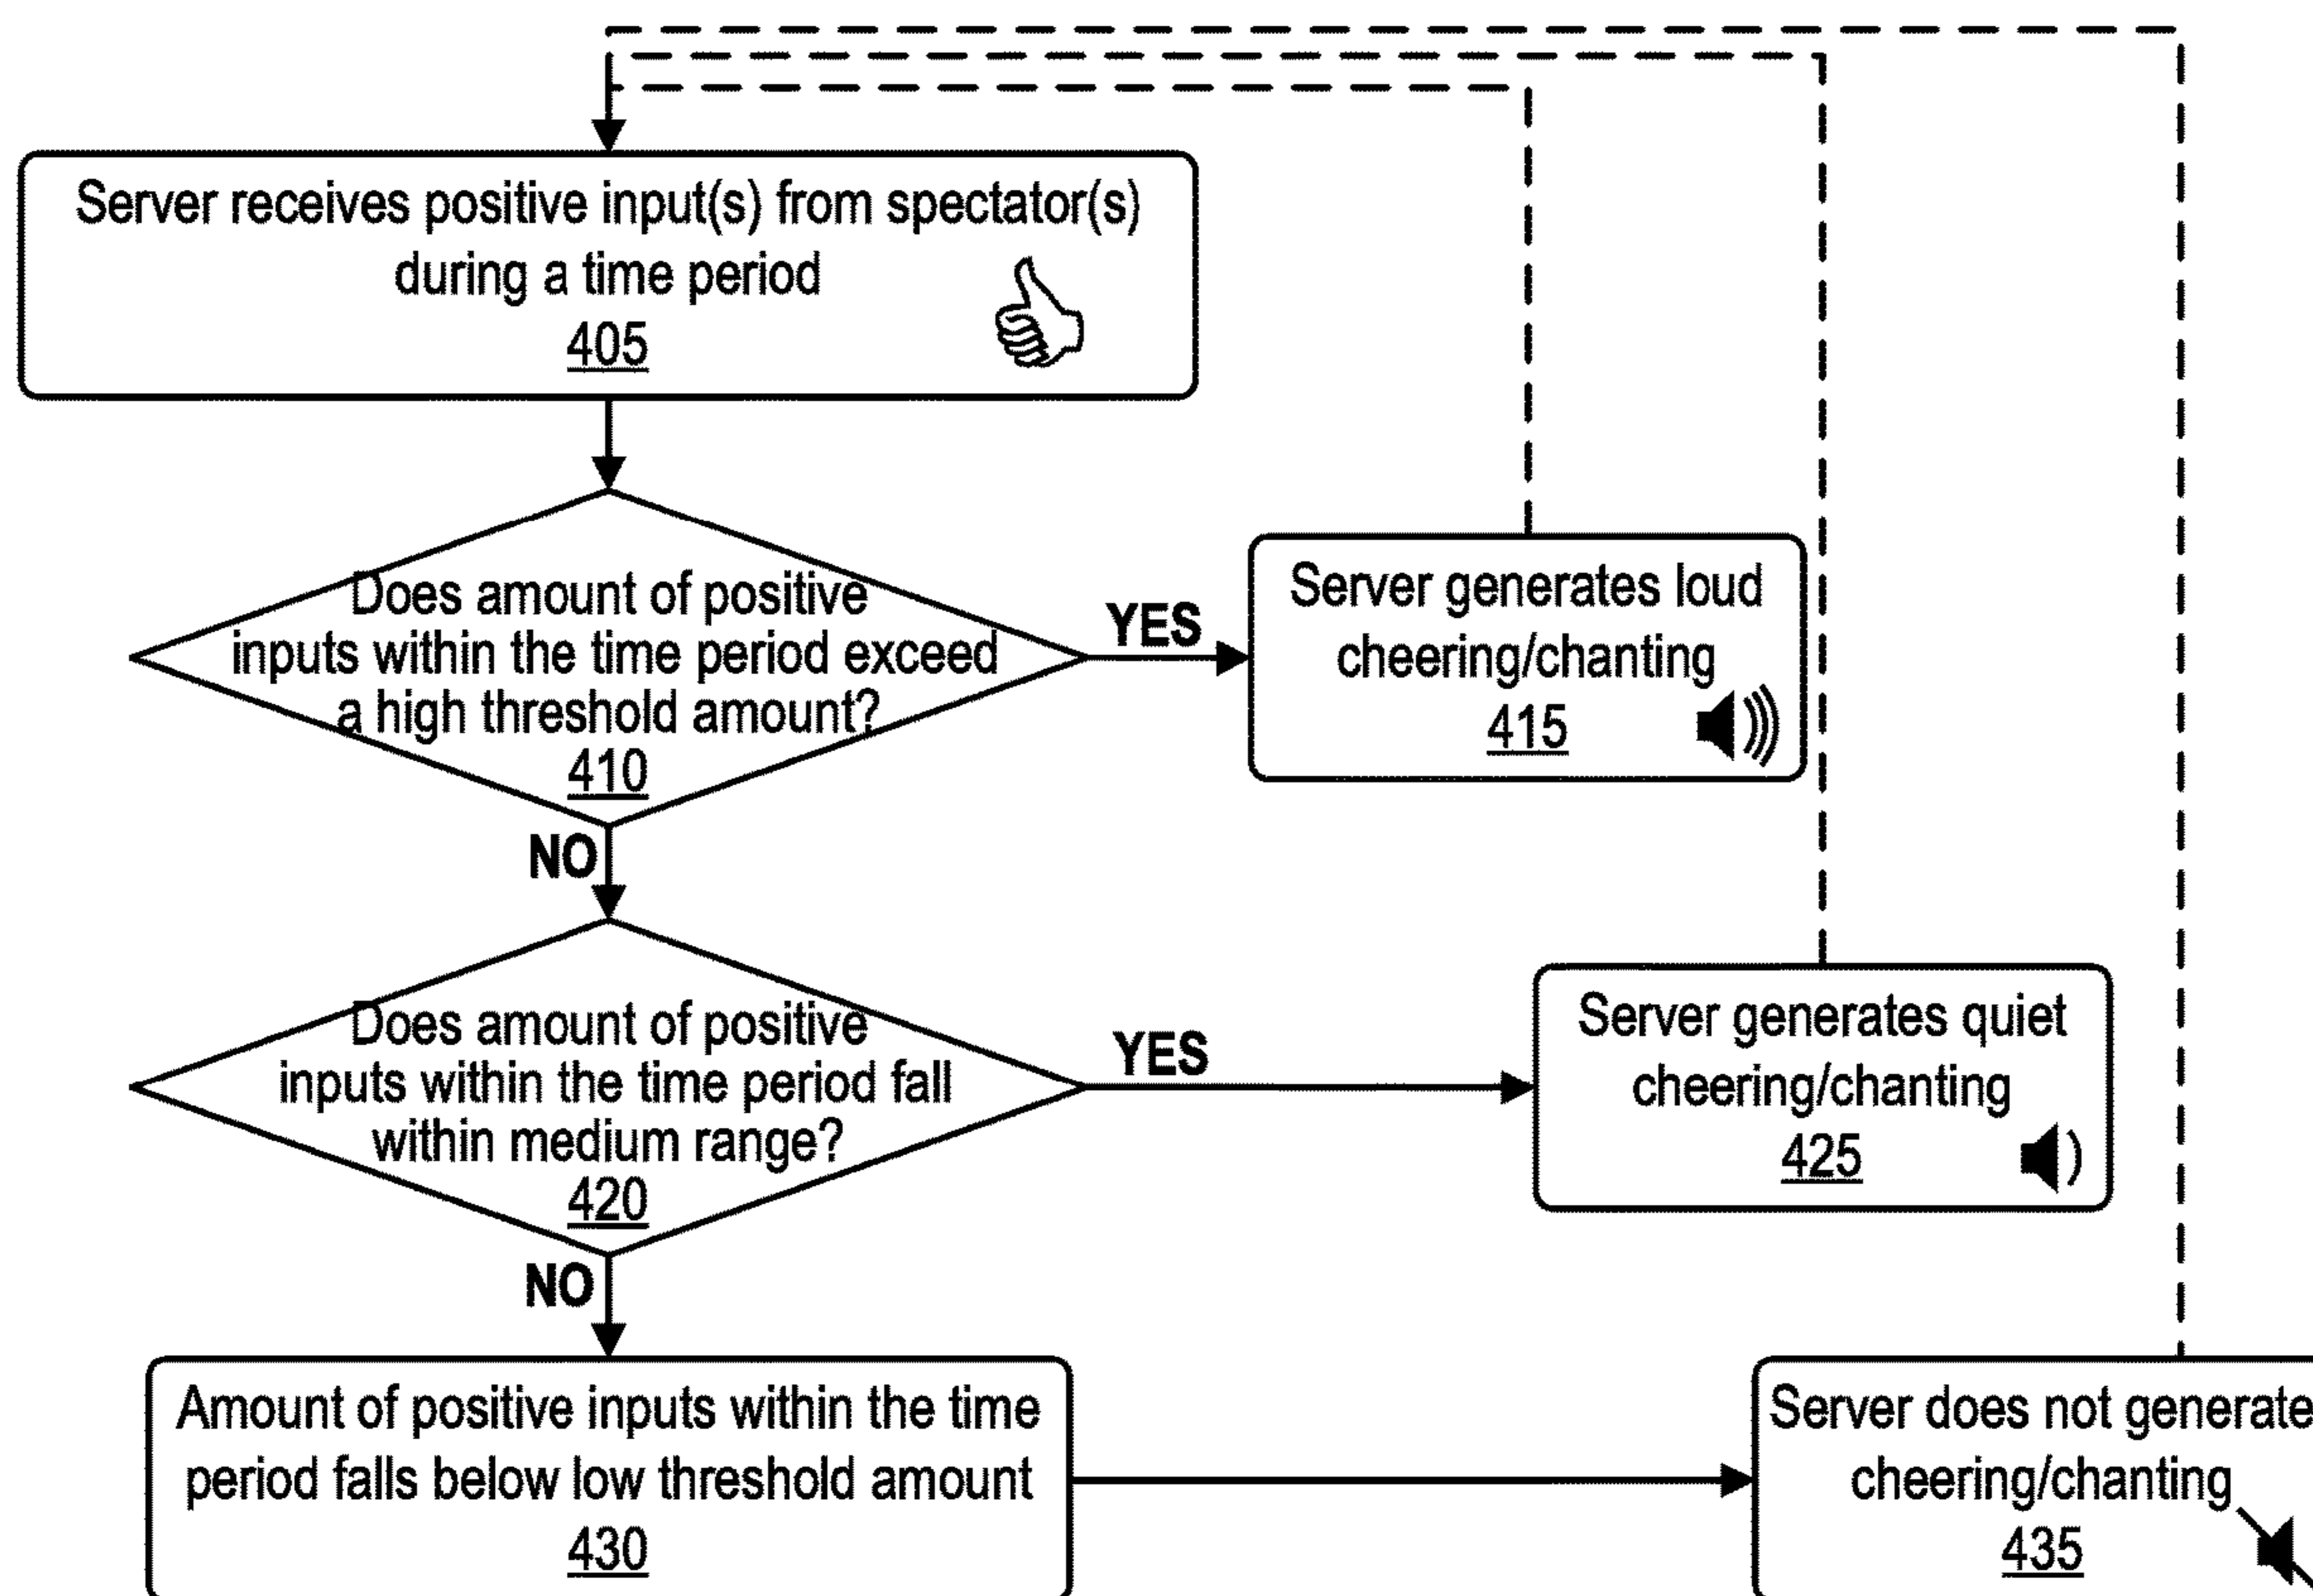 Server receives positive input(s) from spectator(s)
during a time period
405
Does amount of positive
inputs within the time period exceed
a high threshold amount?
410
YES
Server generates loud
cheering/chanting
415
NO
Does amount of positive
inputs within the time period fall
within medium range?
420
YES
Server generates quiet
cheering/chanting
425
NO
Amount of positive inputs within the time
period falls below low threshold amount
430
Server does not generate
cheering/chanting
435